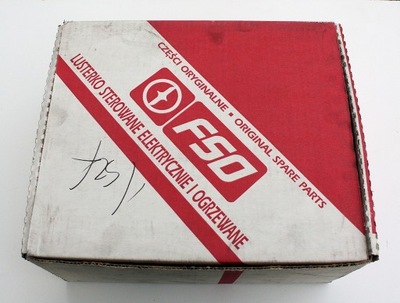 CZĘŚCI ORYGINALNE • ORIGINAL SPARE PARTS
FSO
LUSTERKO STEROWANE ELEKTRYCZNIE I OGRZEWANE